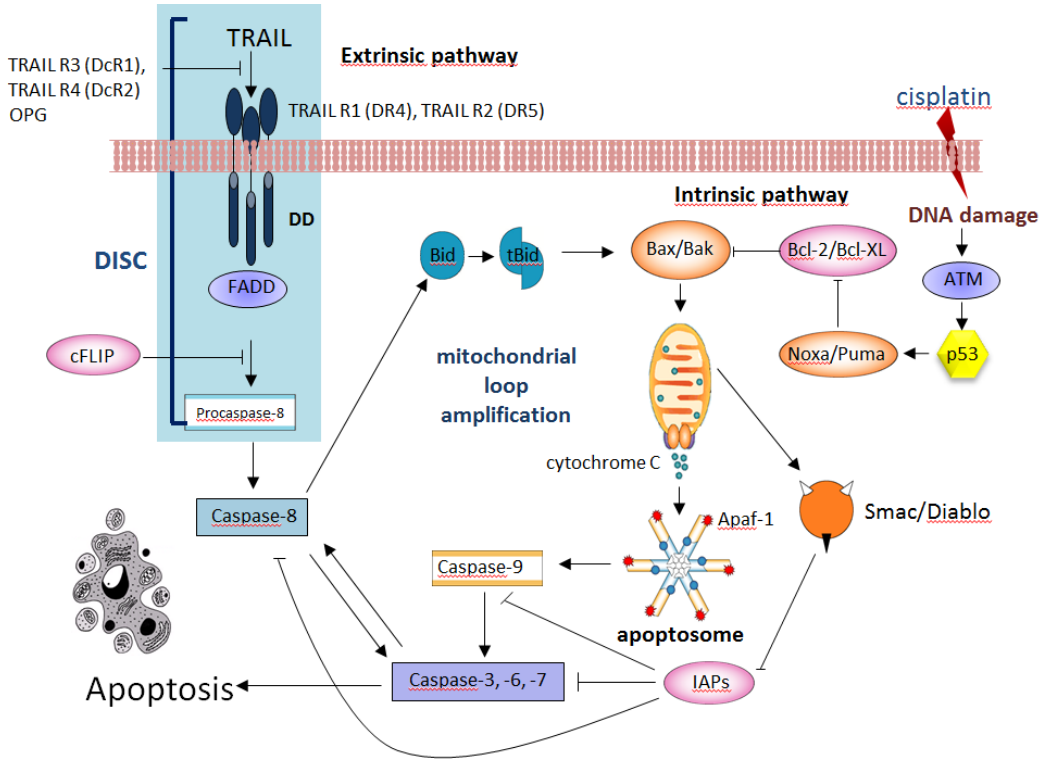 TRAIL
Extrinsic pathway
TRAIL R3 (DcR1),
TRAIL R4 (DcR2)
OPG
TRAIL R1 (DR4), TRAIL R2 (DR5)
cisplatin
Intrinsic pathway
DNA damage
DD
DISC
FADD
Bid
tBid
Bax/Bak
Bcl-2/Bcl-XL
ATM
cFLIP
mitochondrial
loop
amplification
Noxa/Puma
p53
Procaspase-8
cytochrome C
Caspase-8
Apaf-1
Smac/Diablo
Caspase-9
apoptosome
Apoptosis
Caspase-3, -6, -7
IAPs